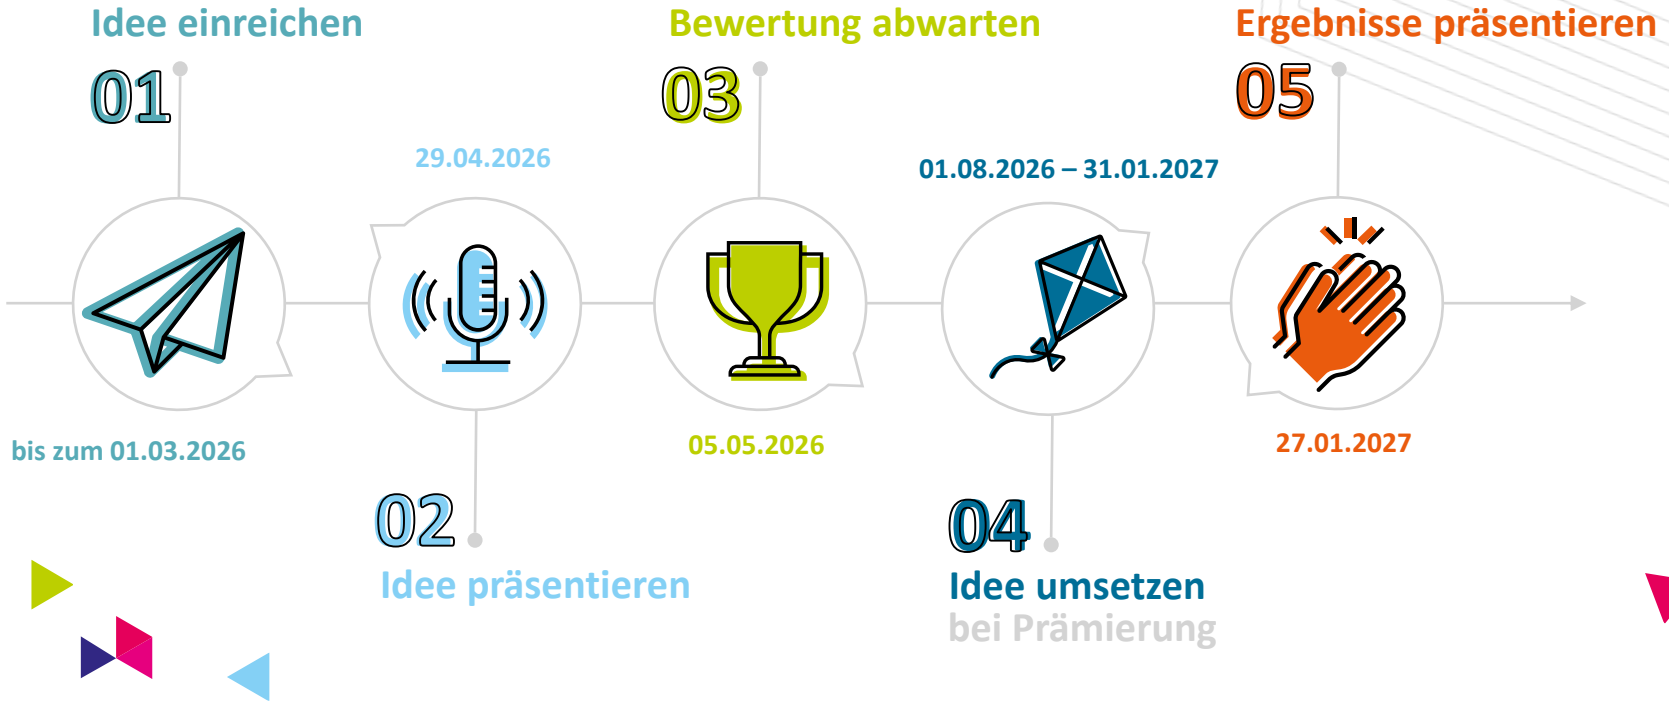 Idee einreichen
01
bis zum 01.03.2026
29.04.2026
02
Idee präsentieren
Bewertung abwarten
03
05.05.2026
01.08.2026 – 31.01.2027
04
Idee umsetzen
bei Prämierung
Ergebnisse präsentieren
05
27.01.2027